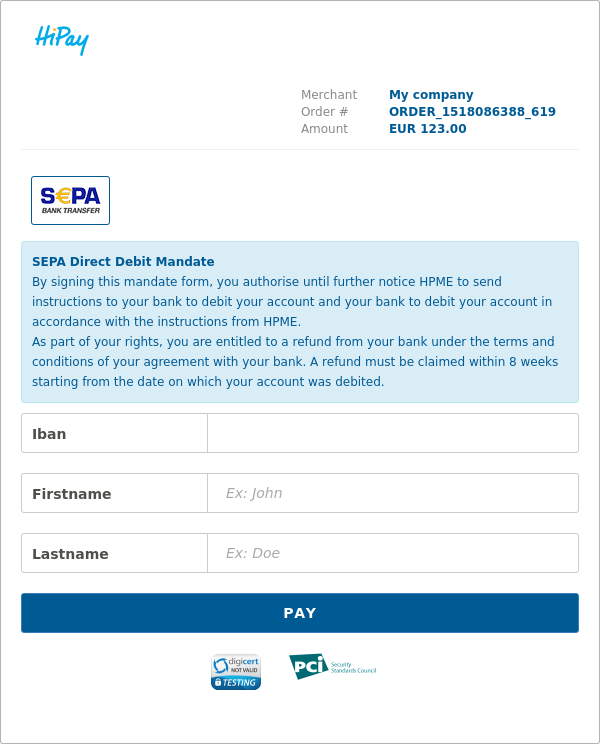 HiPay
Merchant My company
Order # ORDER_1518086388_619
Amount EUR 123.00
S€PA
BANK TRANSFER
SEPA Direct Debit Mandate
By signing this mandate form, you authorise until further notice HPME to send
instructions to your bank to debit your account and your bank to debit your account in
accordance with the instructions from HPME.
As part of your rights, you are entitled to a refund from your bank under the terms and
conditions of your agreement with your bank. A refund must be claimed within 8 weeks
starting from the date on which your account was debited.
Iban
Firstname Ex: John
Lastname Ex: Doe
PAY
digicert
NOT VALID
TESTING
PCi Security
Standards Council